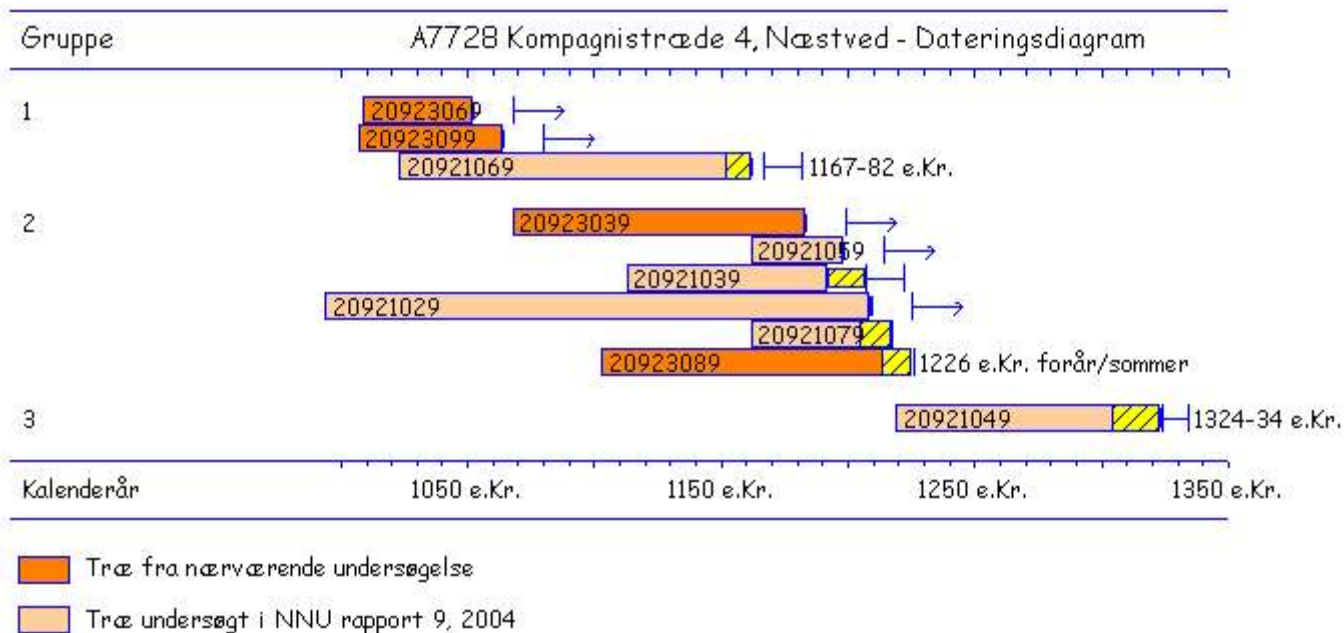 Gruppe A7728 Kompagnistræde 4, Næstved - Dateringsdiagram
1
20923069
20923099
20921069 1167-82 e.Kr.
2
20923039
20921059
20921039
20921029
20921079
20923089 1226 e.Kr. forår/sommer
3 20921049 1324-34 e.Kr.
Kalenderår 1050 e.Kr. 1150 e.Kr. 1250 e.Kr. 1350 e.Kr.
Træ fra nærværende undersøgelse
Træ undersøgt i NNU rapport 9, 2004